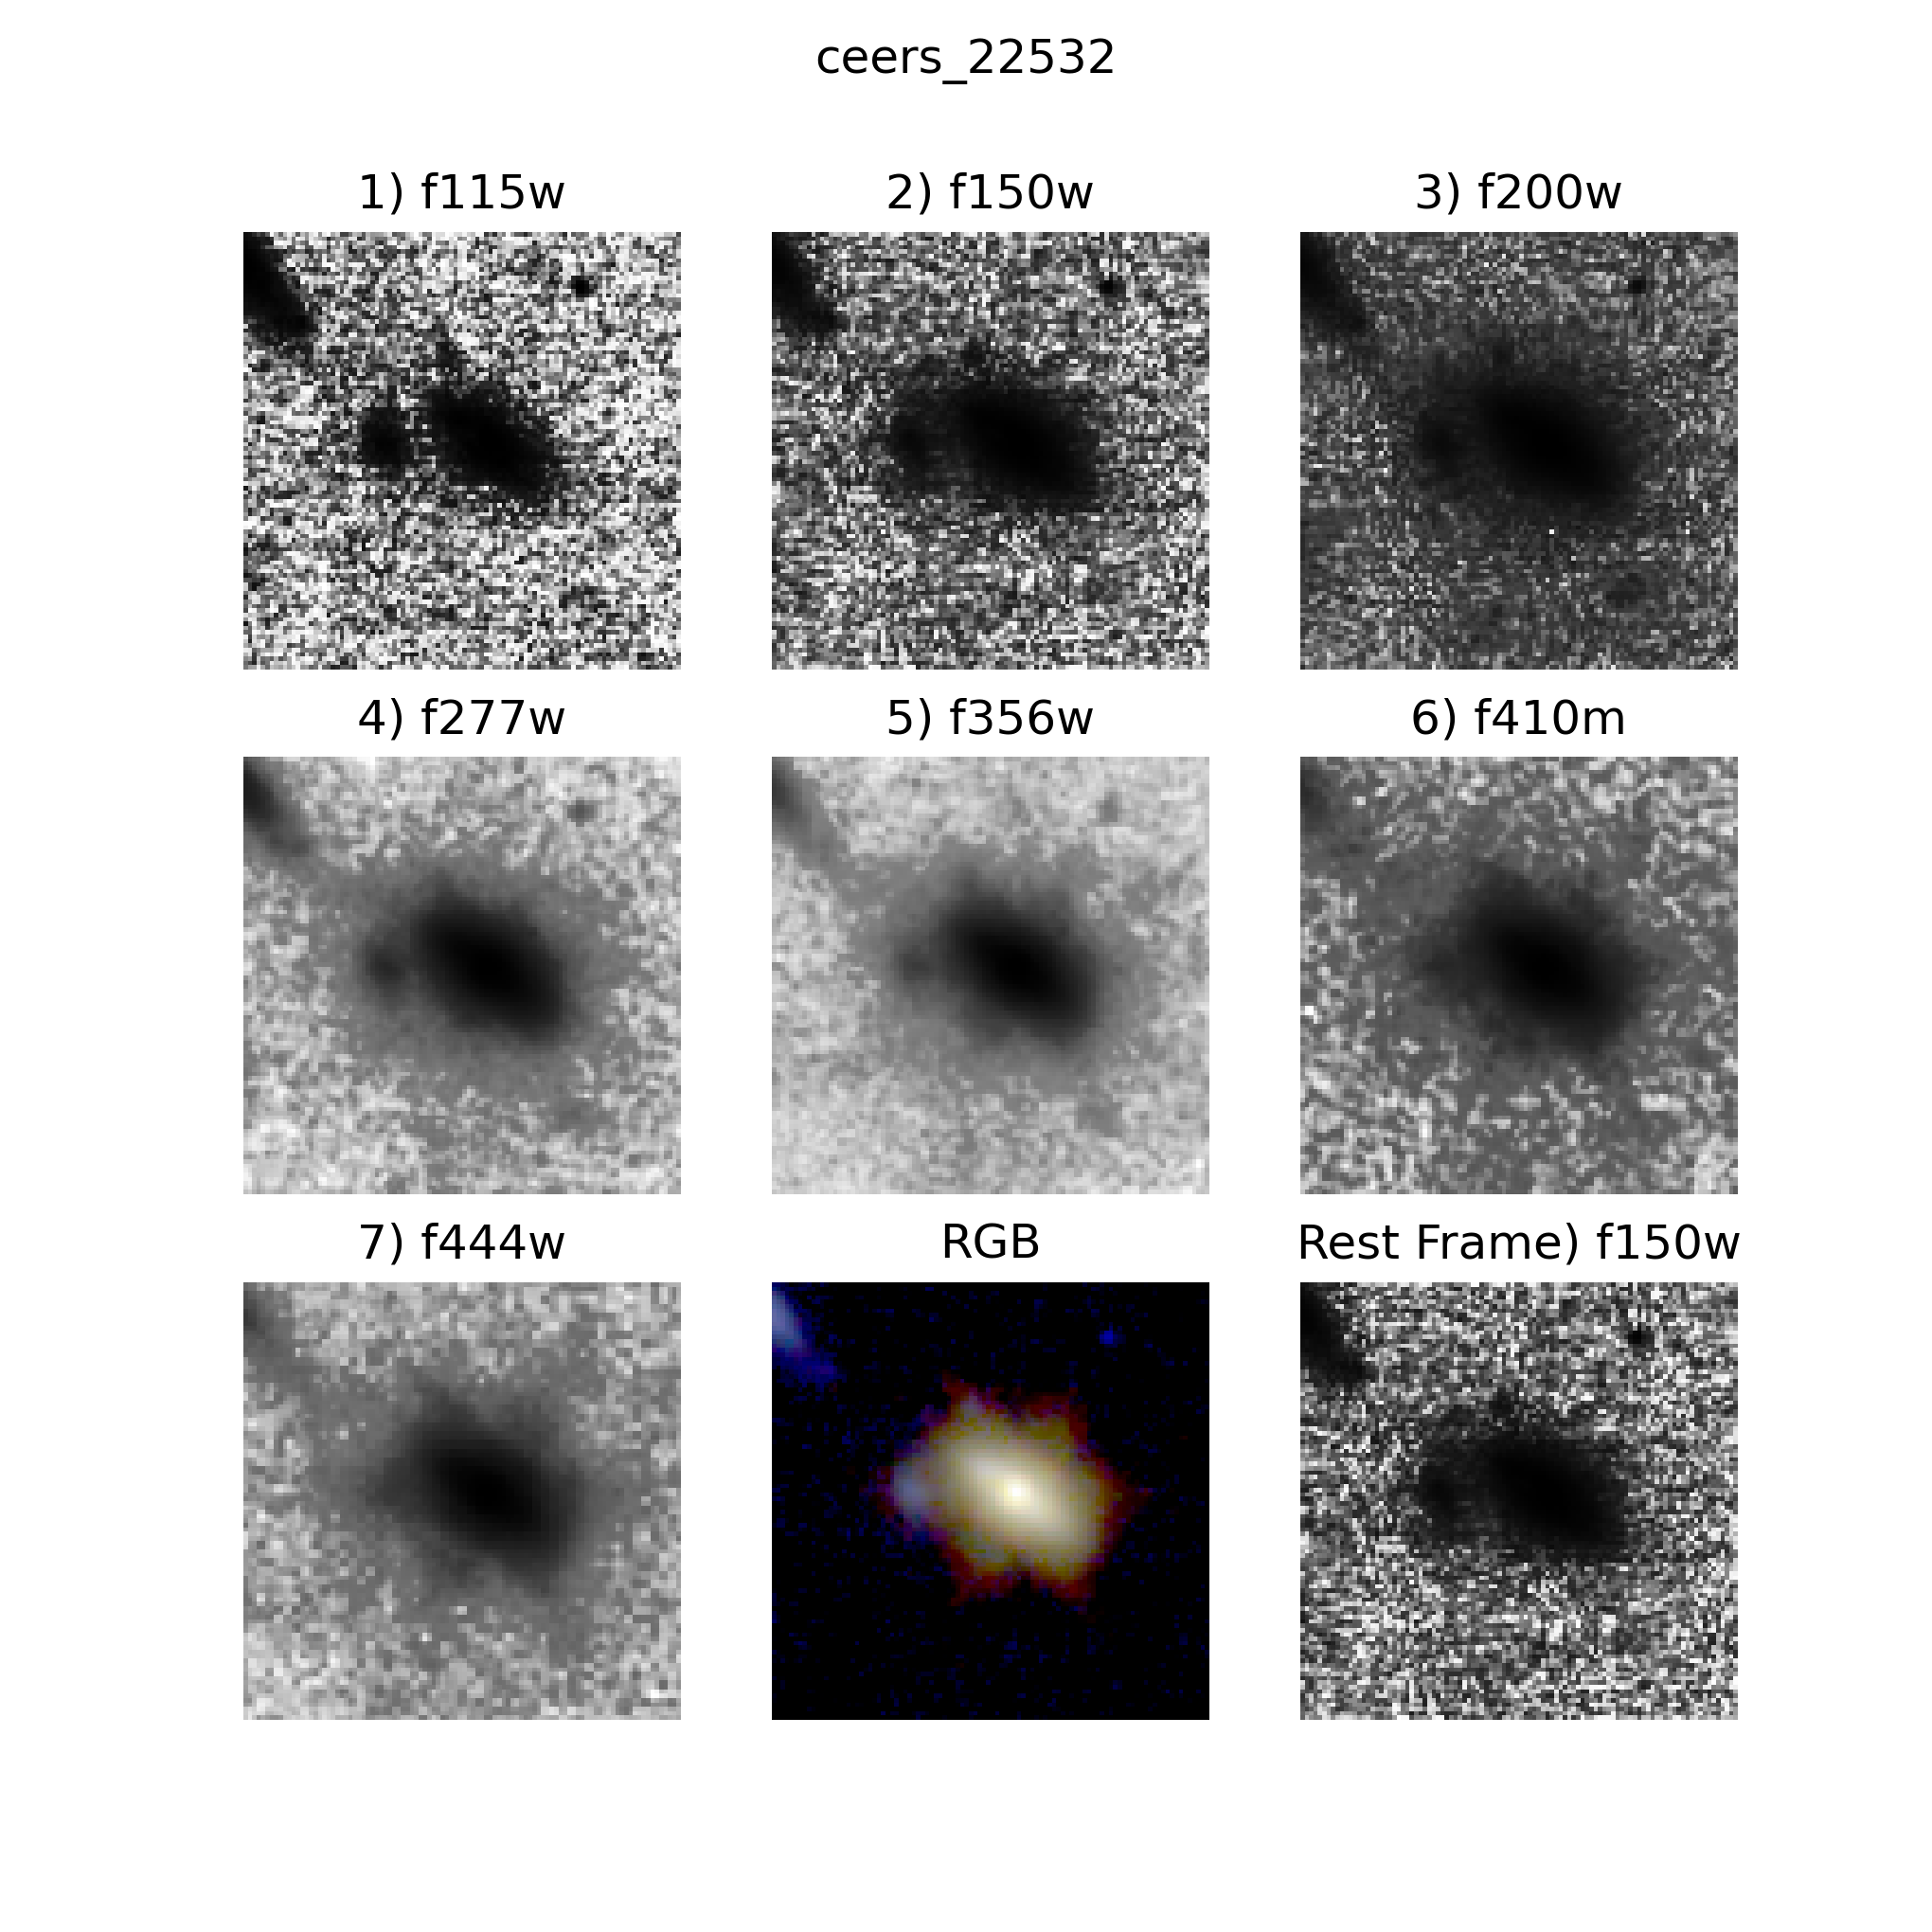 ceers_22532
1) f115w
2) f150w
3) f200w
4) f277w
5) f356w
6) f410m
7) f444w
RGB
Rest Frame) f150w